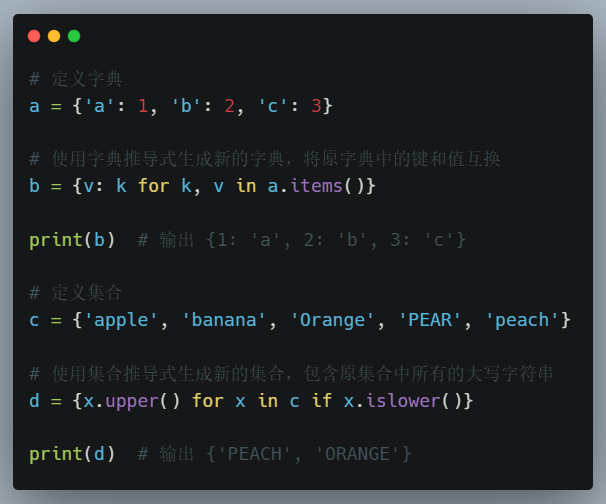 # 定义字典
a = {'a': 1, 'b': 2, 'c': 3}
# 使用字典推导式生成新的字典，将原字典中的键和值互换
b = {v: k for k, v in a.items()}
print(b)  # 输出 {1: 'a', 2: 'b', 3: 'c'}
# 定义集合
c = {'apple', 'banana', 'Orange', 'PEAR', 'peach'}
# 使用集合推导式生成新的集合，包含原集合中所有的大写字符串
d = {x.upper() for x in c if x.islower()}
print(d)  # 输出 {'PEACH', 'ORANGE'}